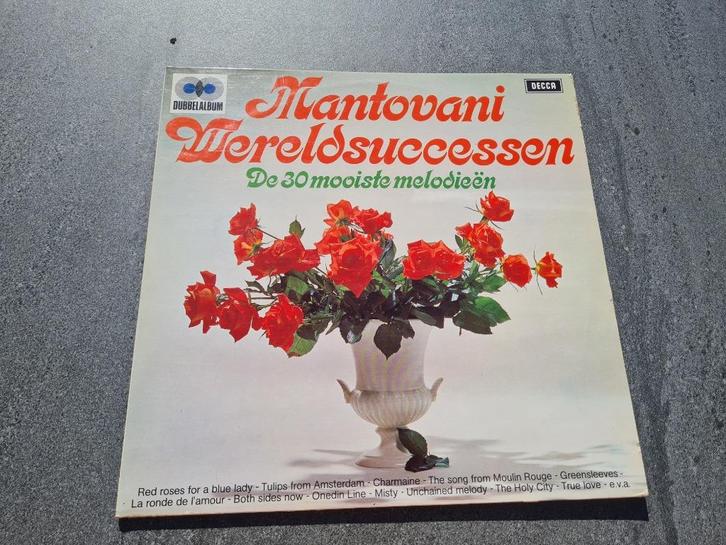 DUBBELALBUM
DECCA
Mantovani
Wereldsuccessen
De 30 mooiste melodieën
Red roses for a blue lady - Tulips from Amsterdam - Charmaine - The song from Moulin Rouge - Greensleeves -
La ronde de l'amour - Both sides now - Onedin Line - Misty - Unchained melody - The Holy City - True love - e.v.a.